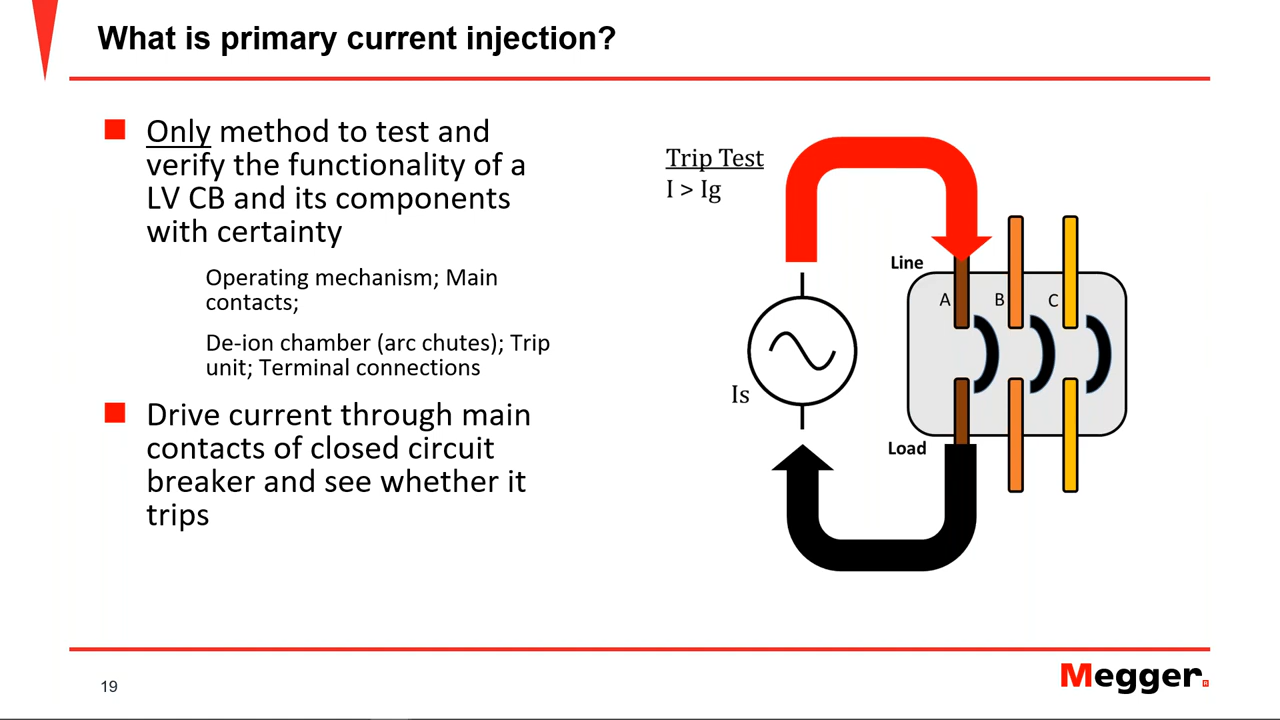 What is primary current injection?
Only method to test and
verify the functionality of a
LV CB and its components
with certainty
Operating mechanism; Main
contacts;
De-ion chamber (arc chutes); Trip
unit; Terminal connections
Drive current through main
contacts of closed circuit
breaker and see whether it
trips
Trip Test
I > Ig
Line
A B C
Is
Load
19
Megger.